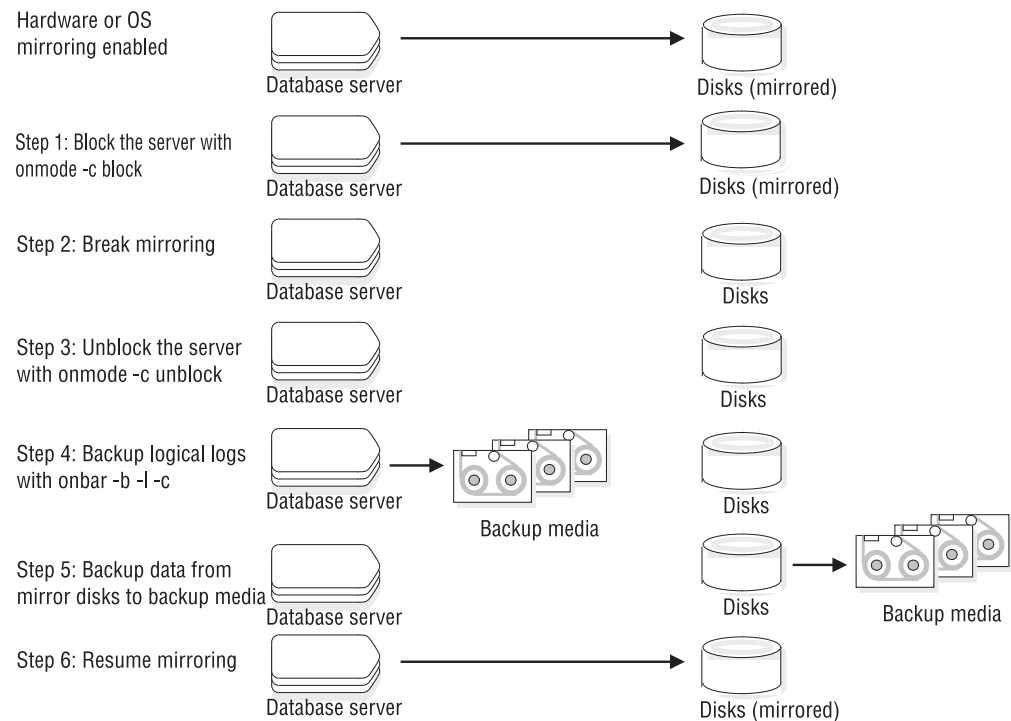 Hardware or OS
mirroring enabled
Database server
Disks (mirrored)
Step 1: Block the server with
onmode -c block
Database server
Disks (mirrored)
Step 2: Break mirroring
Database server
Disks
Step 3: Unblock the server
with onmode -c unblock
Database server
Disks
Step 4: Backup logical logs
with onbar -b -l -c
Database server
Backup media
Disks
Step 5: Backup data from
mirror disks to backup media
Database server
Disks
Backup media
Step 6: Resume mirroring
Database server
Disks (mirrored)